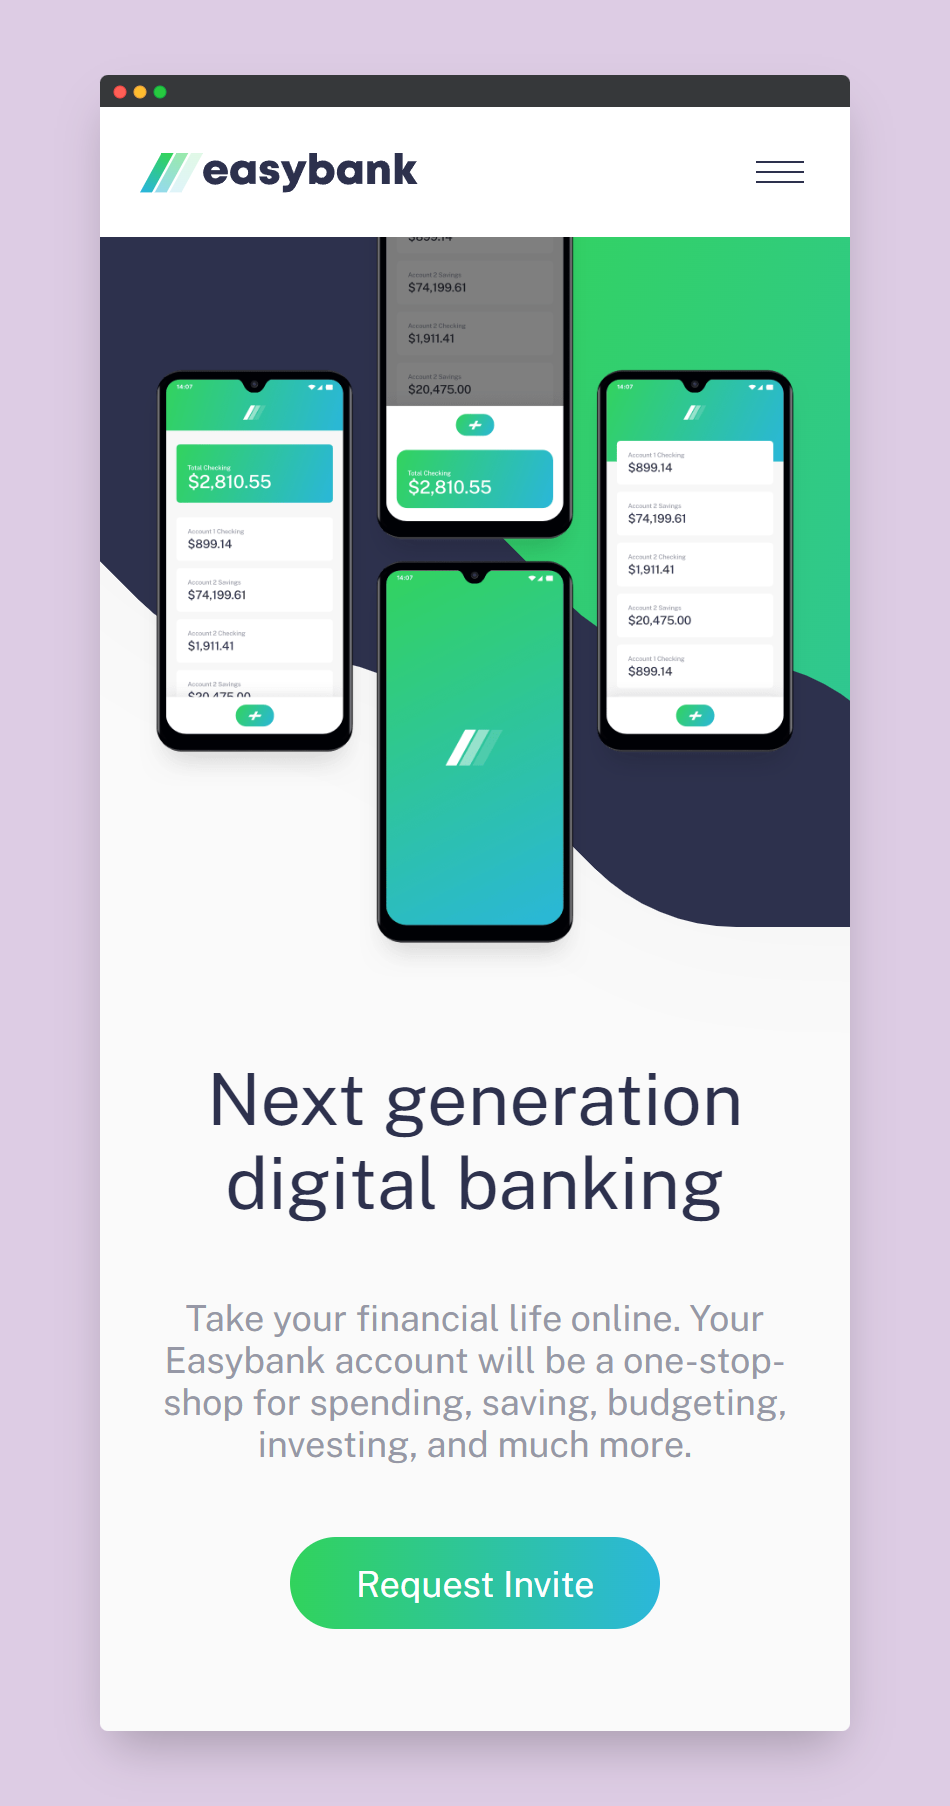 easybank
$899.14
Account 2 Savings
$74,199.61
Account 2 Checking
$1,911.41
Account 2 Savings
$20,475.00
Total Checking
$2,810.55
14:07
Total Checking
$2,810.55
Account 1 Checking
$899.14
Account 2 Savings
$74,199.61
Account 2 Checking
$1,911.41
Account 2 Savings
$20,475.00
14:07
14:07
Account 1 Checking
$899.14
Account 2 Savings
$74,199.61
Account 2 Checking
$1,911.41
Account 2 Savings
$20,475.00
Account 1 Checking
$899.14
Next generation
digital banking
Take your financial life online. Your
Easybank account will be a one-stop-
shop for spending, saving, budgeting,
investing, and much more.
Request Invite